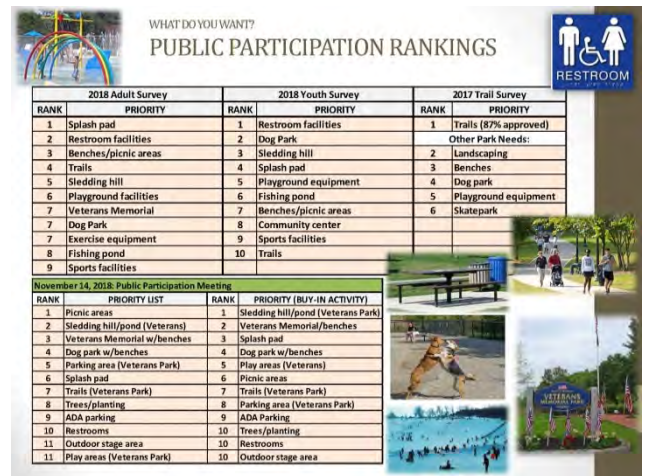 WHAT DO YOU WANT?
PUBLIC PARTICIPATION RANKINGS
RESTROOM
2018 Adult Survey 2018 Youth Survey 2017 Trail Survey
RANK PRIORITY RANK PRIORITY RANK PRIORITY
1 Splash pad 1 Restroom facilities 1 Trails (87% approved)
2 Restroom facilities 2 Dog Park Other Park Needs:
3 Benches/picnic areas 3 Sledding hill 2 Landscaping
4 Trails 4 Splash pad 3 Benches
5 Sledding hill 5 Playground equipment 4 Dog park
6 Playground facilities 6 Fishing pond 5 Playground equipment
7 Veterans Memorial 7 Benches/picnic areas 6 Skatepark
7 Dog Park 8 Community center
7 Exercise equipment 9 Sports facilities
8 Fishing pond 10 Trails
9 Sports facilities
November 14, 2018: Public Participation Meeting
RANK PRIORITY LIST RANK PRIORITY (BUY-IN ACTIVITY)
1 Picnic areas 1 Sledding hill/pond (Veterans Park)
2 Sledding hill/pond (Veterans) 2 Veterans Memorial/benches
3 Veterans Memorial w/benches 3 Splash pad
4 Dog park w/benches 4 Dog park w/benches
5 Parking area (Veterans Park) 5 Play areas (Veterans)
6 Splash pad 6 Picnic areas
7 Trails (Veterans Park) 7 Trails (Veterans Park)
8 Trees/planting 8 Parking area (Veterans Park)
9 ADA parking 9 ADA Parking
10 Restrooms 10 Trees/planting
11 Outdoor stage area 10 Restrooms
11 Play areas (Veterans Park) 10 Outdoor stage area
VETERANS
MEMORIAL PARK